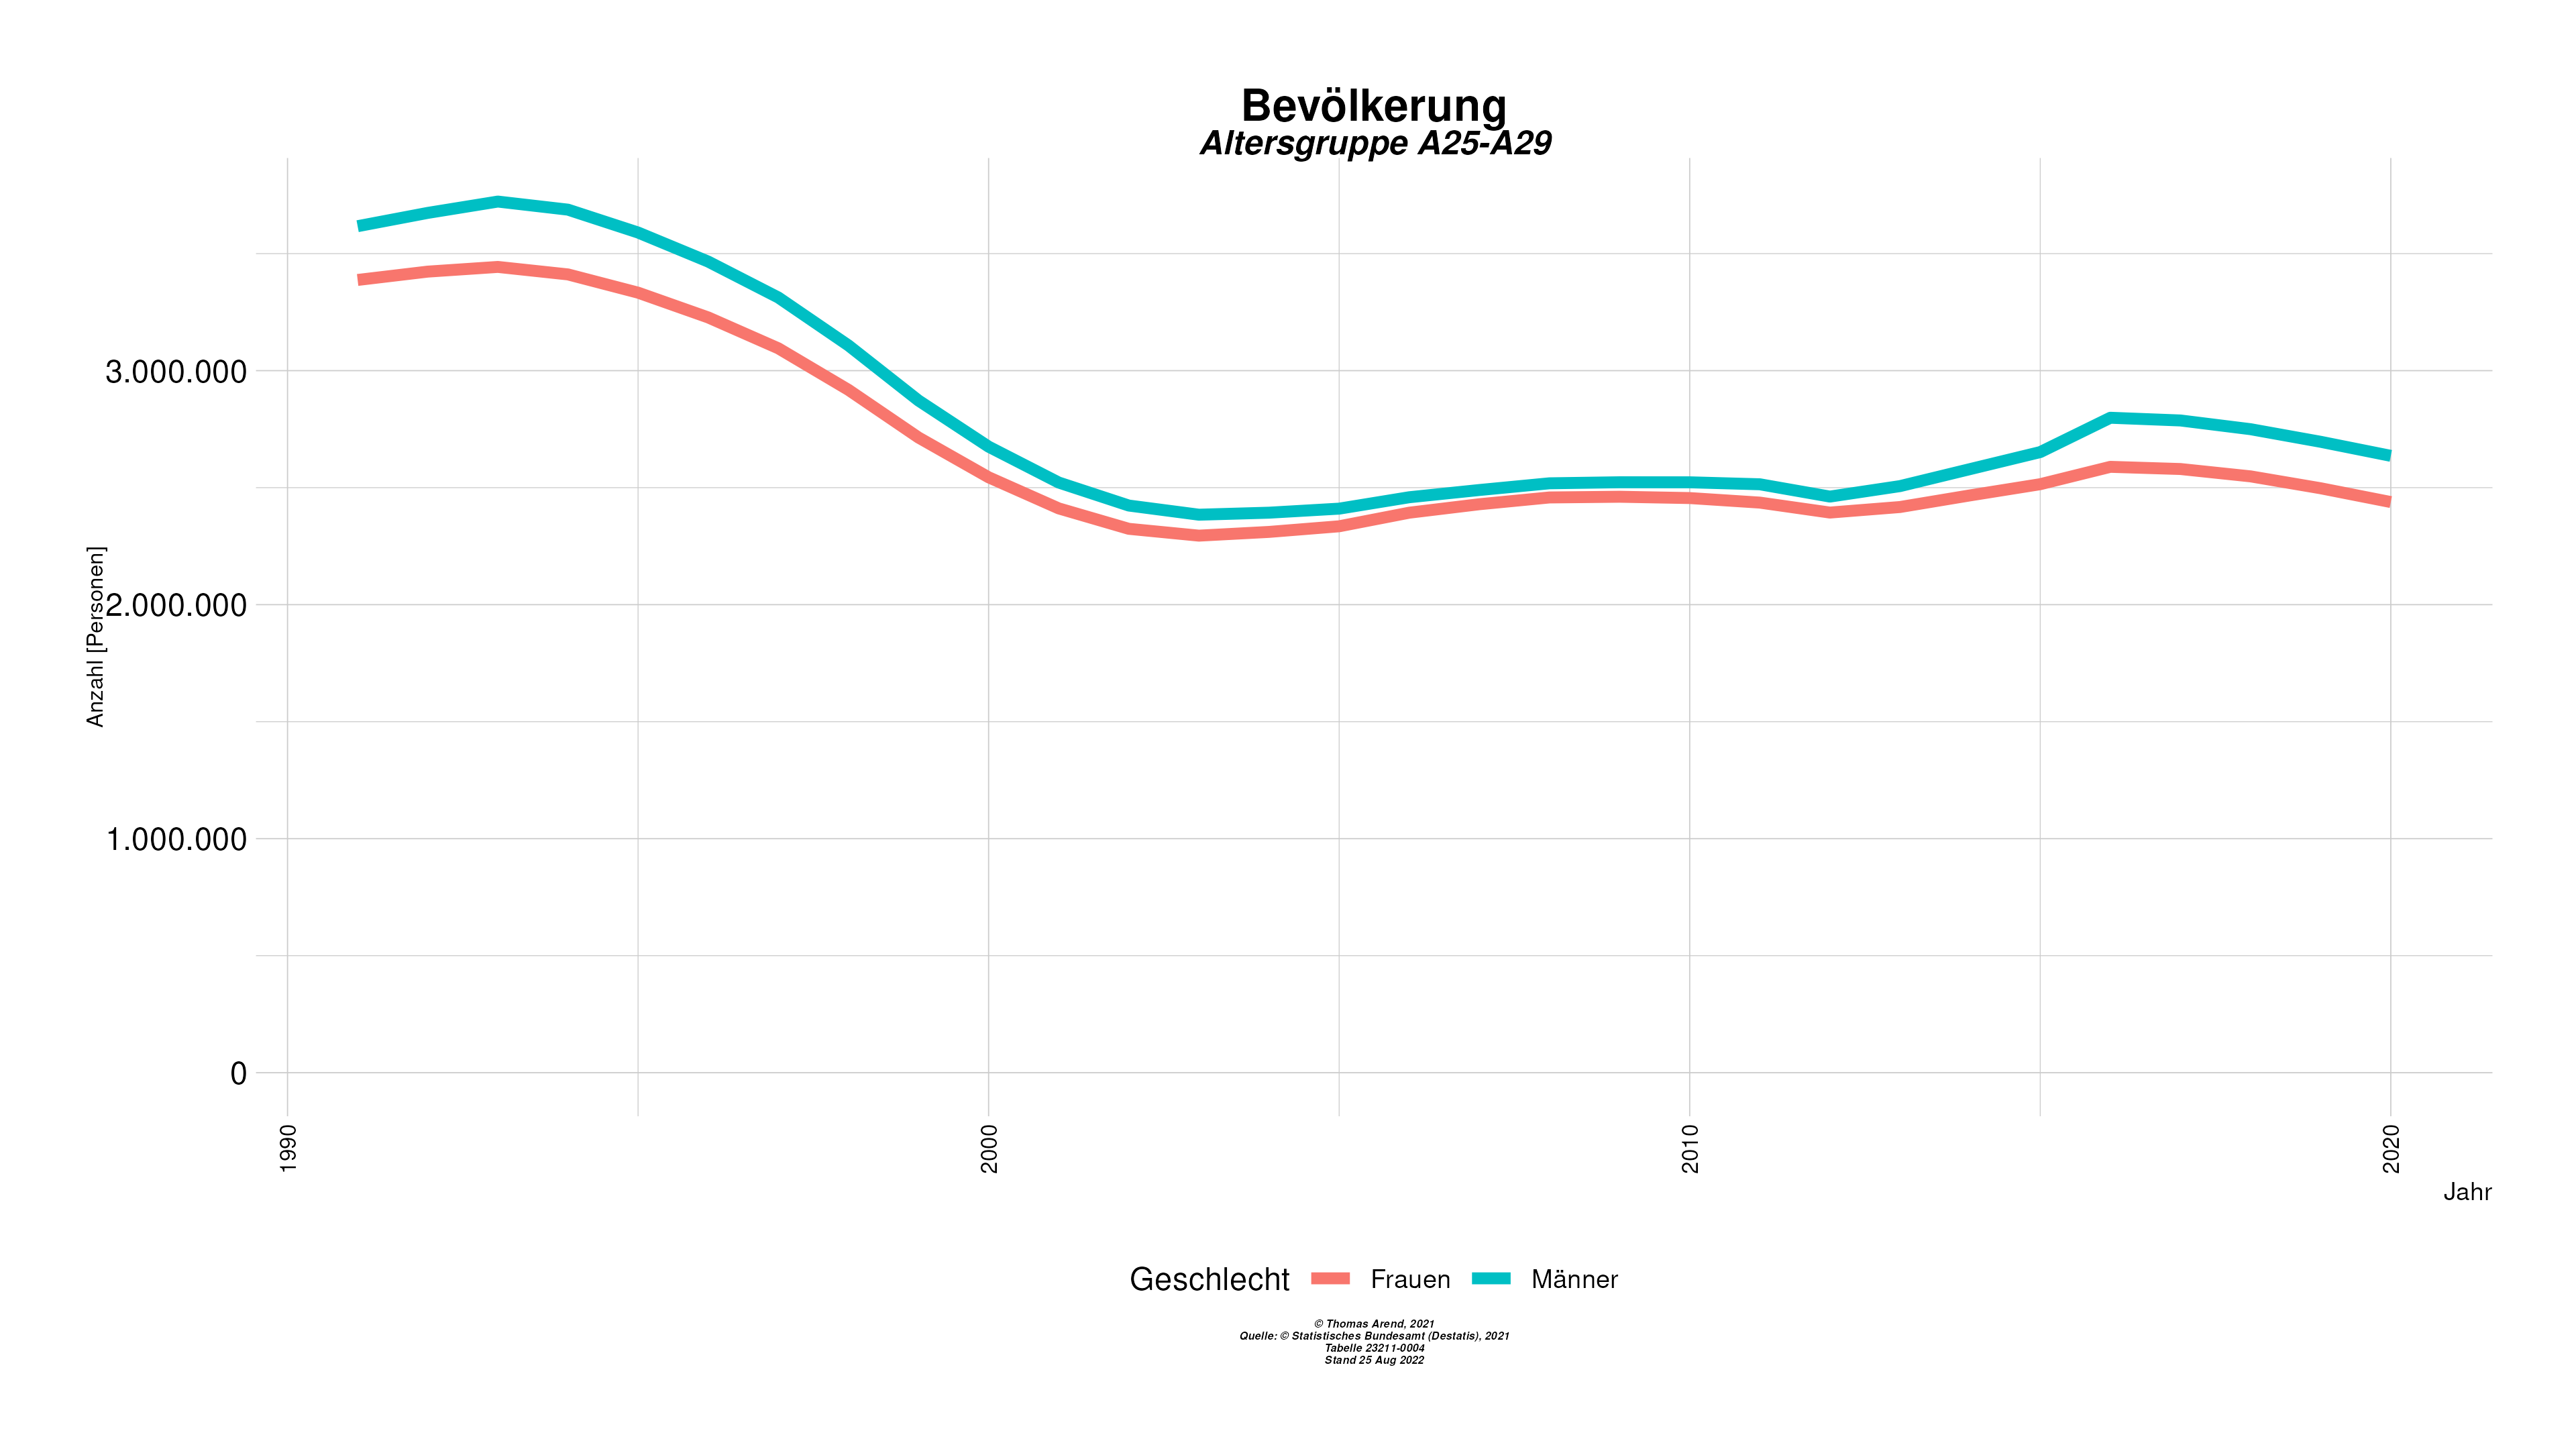 Bevölkerung
Altersgruppe A25-A29
Anzahl [Personen]
3.000.000
2.000.000
1.000.000
0
1990
2000
2010
2020
Jahr
Geschlecht Frauen Männer
© Thomas Arend, 2021
Quelle: © Statistisches Bundesamt (Destatis), 2021
Tabelle 23211-0004
Stand 25 Aug 2022